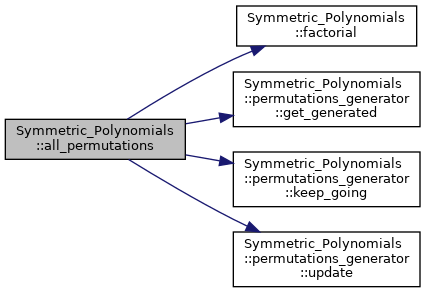 Symmetric_Polynomials
::all_permutations
Symmetric_Polynomials
::factorial
Symmetric_Polynomials
::permutations_generator
::get_generated
Symmetric_Polynomials
::permutations_generator
::keep_going
Symmetric_Polynomials
::permutations_generator
::update